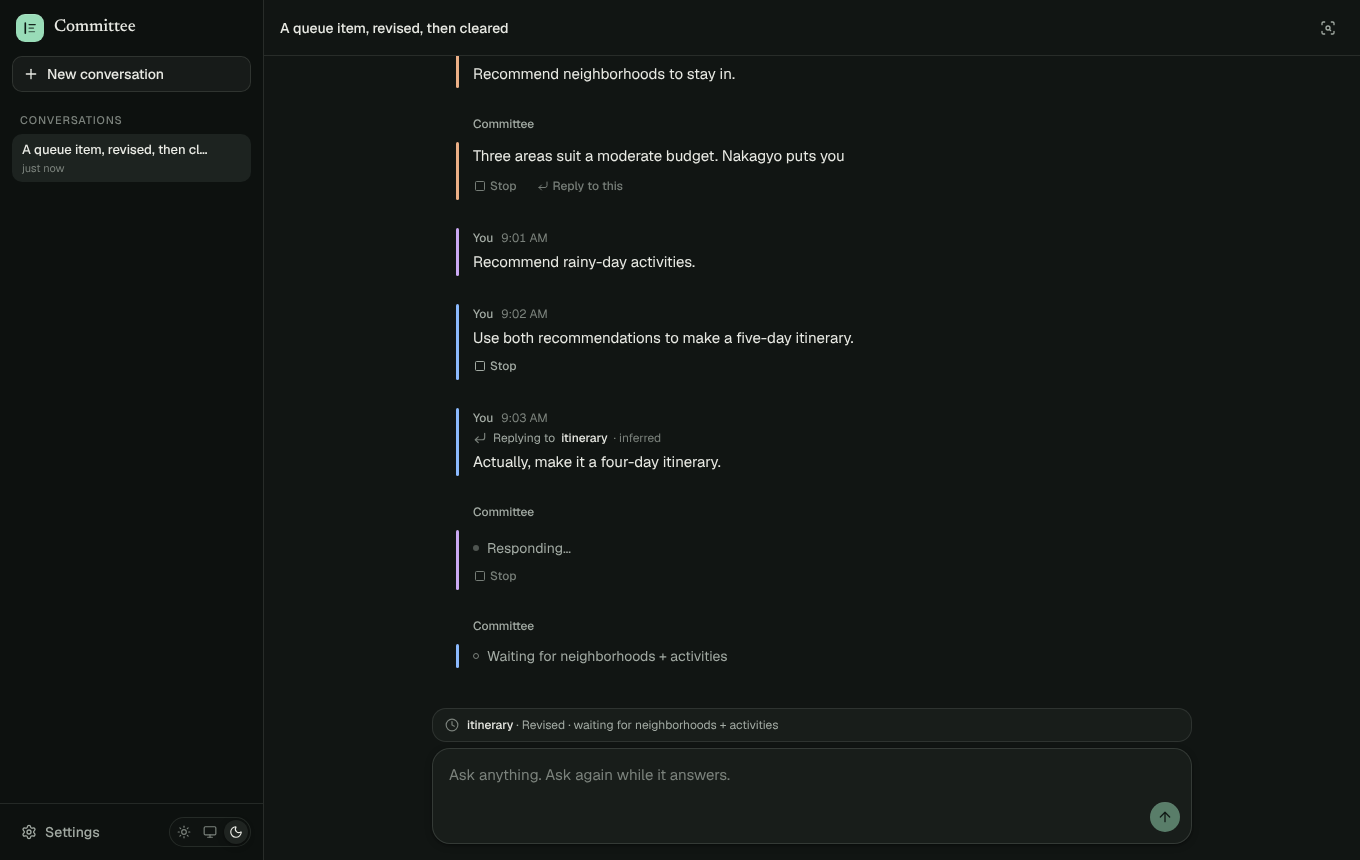 Committee
New conversation
CONVERSATIONS
A queue item, revised, then cl...
just now
Settings
A queue item, revised, then cleared
Recommend neighborhoods to stay in.
Committee
Three areas suit a moderate budget. Nakagyo puts you
Stop Reply to this
You 9:01 AM
Recommend rainy-day activities.
You 9:02 AM
Use both recommendations to make a five-day itinerary.
Stop
You 9:03 AM
Replying to itinerary · inferred
Actually, make it a four-day itinerary.
Committee
Responding...
Stop
Committee
Waiting for neighborhoods + activities
itinerary · Revised · waiting for neighborhoods + activities
Ask anything. Ask again while it answers.